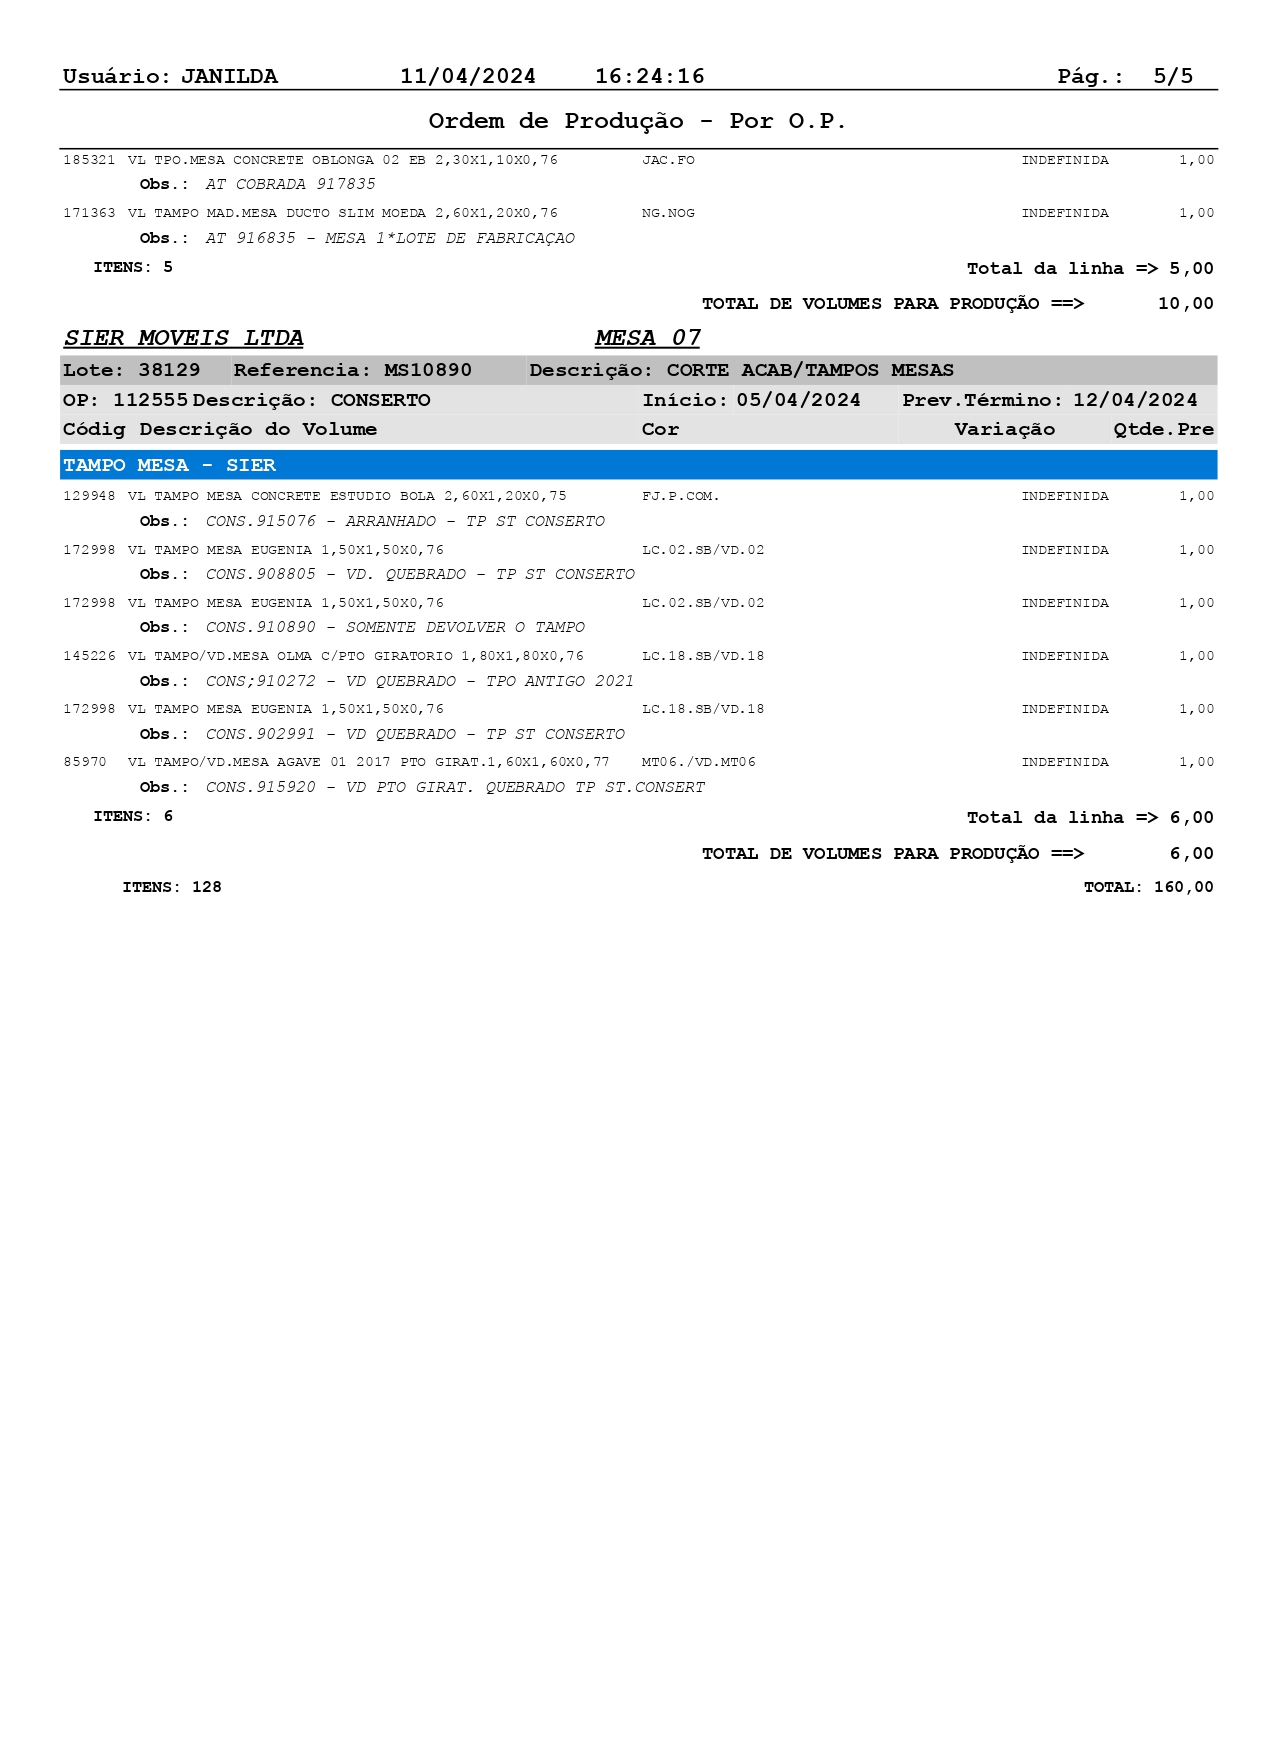 Usuário: JANILDA 11/04/2024 16:24:16 Pág.: 5/5
Ordem de Produção - Por O.P.
185321 VL TPO.MESA CONCRETE OBLONGA 02 EB 2,30X1,10X0,76 JAC.FO INDEFINIDA 1,00
Obs.: AT COBRADA 917835
171363 VL TAMPO MAD.MESA DUCTO SLIM MOEDA 2,60X1,20X0,76 NG.NOG INDEFINIDA 1,00
Obs.: AT 916835 - MESA 1*LOTE DE FABRICAÇAO
ITENS: 5 Total da linha => 5,00
TOTAL DE VOLUMES PARA PRODUÇÃO ==> 10,00
SIER MOVEIS LTDA MESA 07
Lote: 38129 Referencia: MS10890 Descrição: CORTE ACAB/TAMPOS MESAS
OP: 112555 Descrição: CONSERTO Início: 05/04/2024 Prev.Término: 12/04/2024
Códig Descrição do Volume Cor Variação Qtde.Pre
TAMPO MESA - SIER
129948 VL TAMPO MESA CONCRETE ESTUDIO BOLA 2,60X1,20X0,75 FJ.P.COM. INDEFINIDA 1,00
Obs.: CONS.915076 - ARRANHADO - TP ST CONSERTO
172998 VL TAMPO MESA EUGENIA 1,50X1,50X0,76 LC.02.SB/VD.02 INDEFINIDA 1,00
Obs.: CONS.908805 - VD. QUEBRADO - TP ST CONSERTO
172998 VL TAMPO MESA EUGENIA 1,50X1,50X0,76 LC.02.SB/VD.02 INDEFINIDA 1,00
Obs.: CONS.910890 - SOMENTE DEVOLVER O TAMPO
145226 VL TAMPO/VD.MESA OLMA C/PTO GIRATORIO 1,80X1,80X0,76 LC.18.SB/VD.18 INDEFINIDA 1,00
Obs.: CONS;910272 - VD QUEBRADO - TPO ANTIGO 2021
172998 VL TAMPO MESA EUGENIA 1,50X1,50X0,76 LC.18.SB/VD.18 INDEFINIDA 1,00
Obs.: CONS.902991 - VD QUEBRADO - TP ST CONSERTO
85970 VL TAMPO/VD.MESA AGAVE 01 2017 PTO GIRAT.1,60X1,60X0,77 MT06./VD.MT06 INDEFINIDA 1,00
Obs.: CONS.915920 - VD PTO GIRAT. QUEBRADO TP ST.CONSERT
ITENS: 6 Total da linha => 6,00
TOTAL DE VOLUMES PARA PRODUÇÃO ==> 6,00
ITENS: 128 TOTAL: 160,00